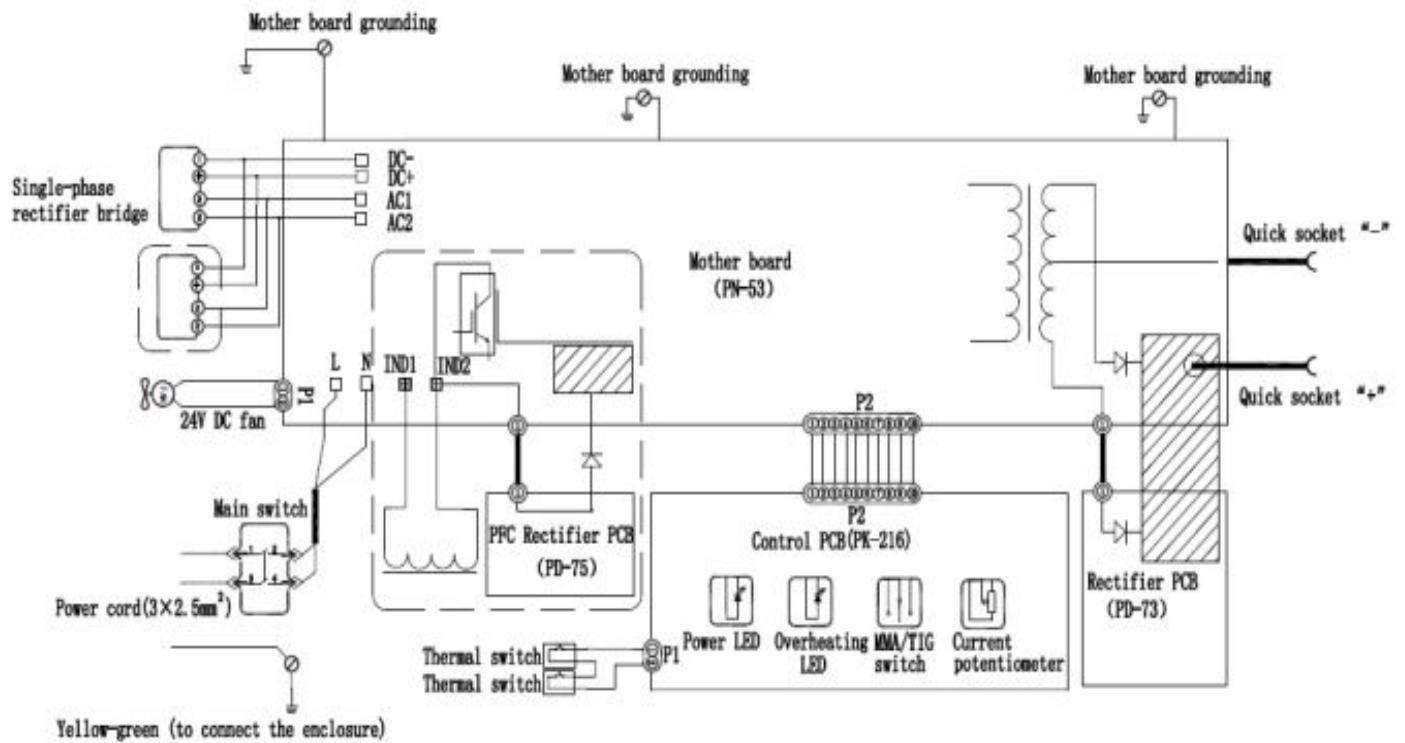 Mother board grounding
Mother board grounding
Mother board grounding
DC-
DC+
AC1
AC2
Single-phase
rectifier bridge
Mother board
(PN-53)
Quick socket “-”
L
N
IND1
IND2
P1
24V DC fan
Quick socket “+”
P2
Main switch
P2
PFC Rectifier PCB
(PD-75)
Control PCB(PK-216)
Rectifier PCB
(PD-73)
Power cord(3×2.5mm²)
Power LED
Overheating
LED
MMA/TIG
switch
Current
potentiometer
P1
Thermal switch
Thermal switch
Yellow-green (to connect the enclosure)